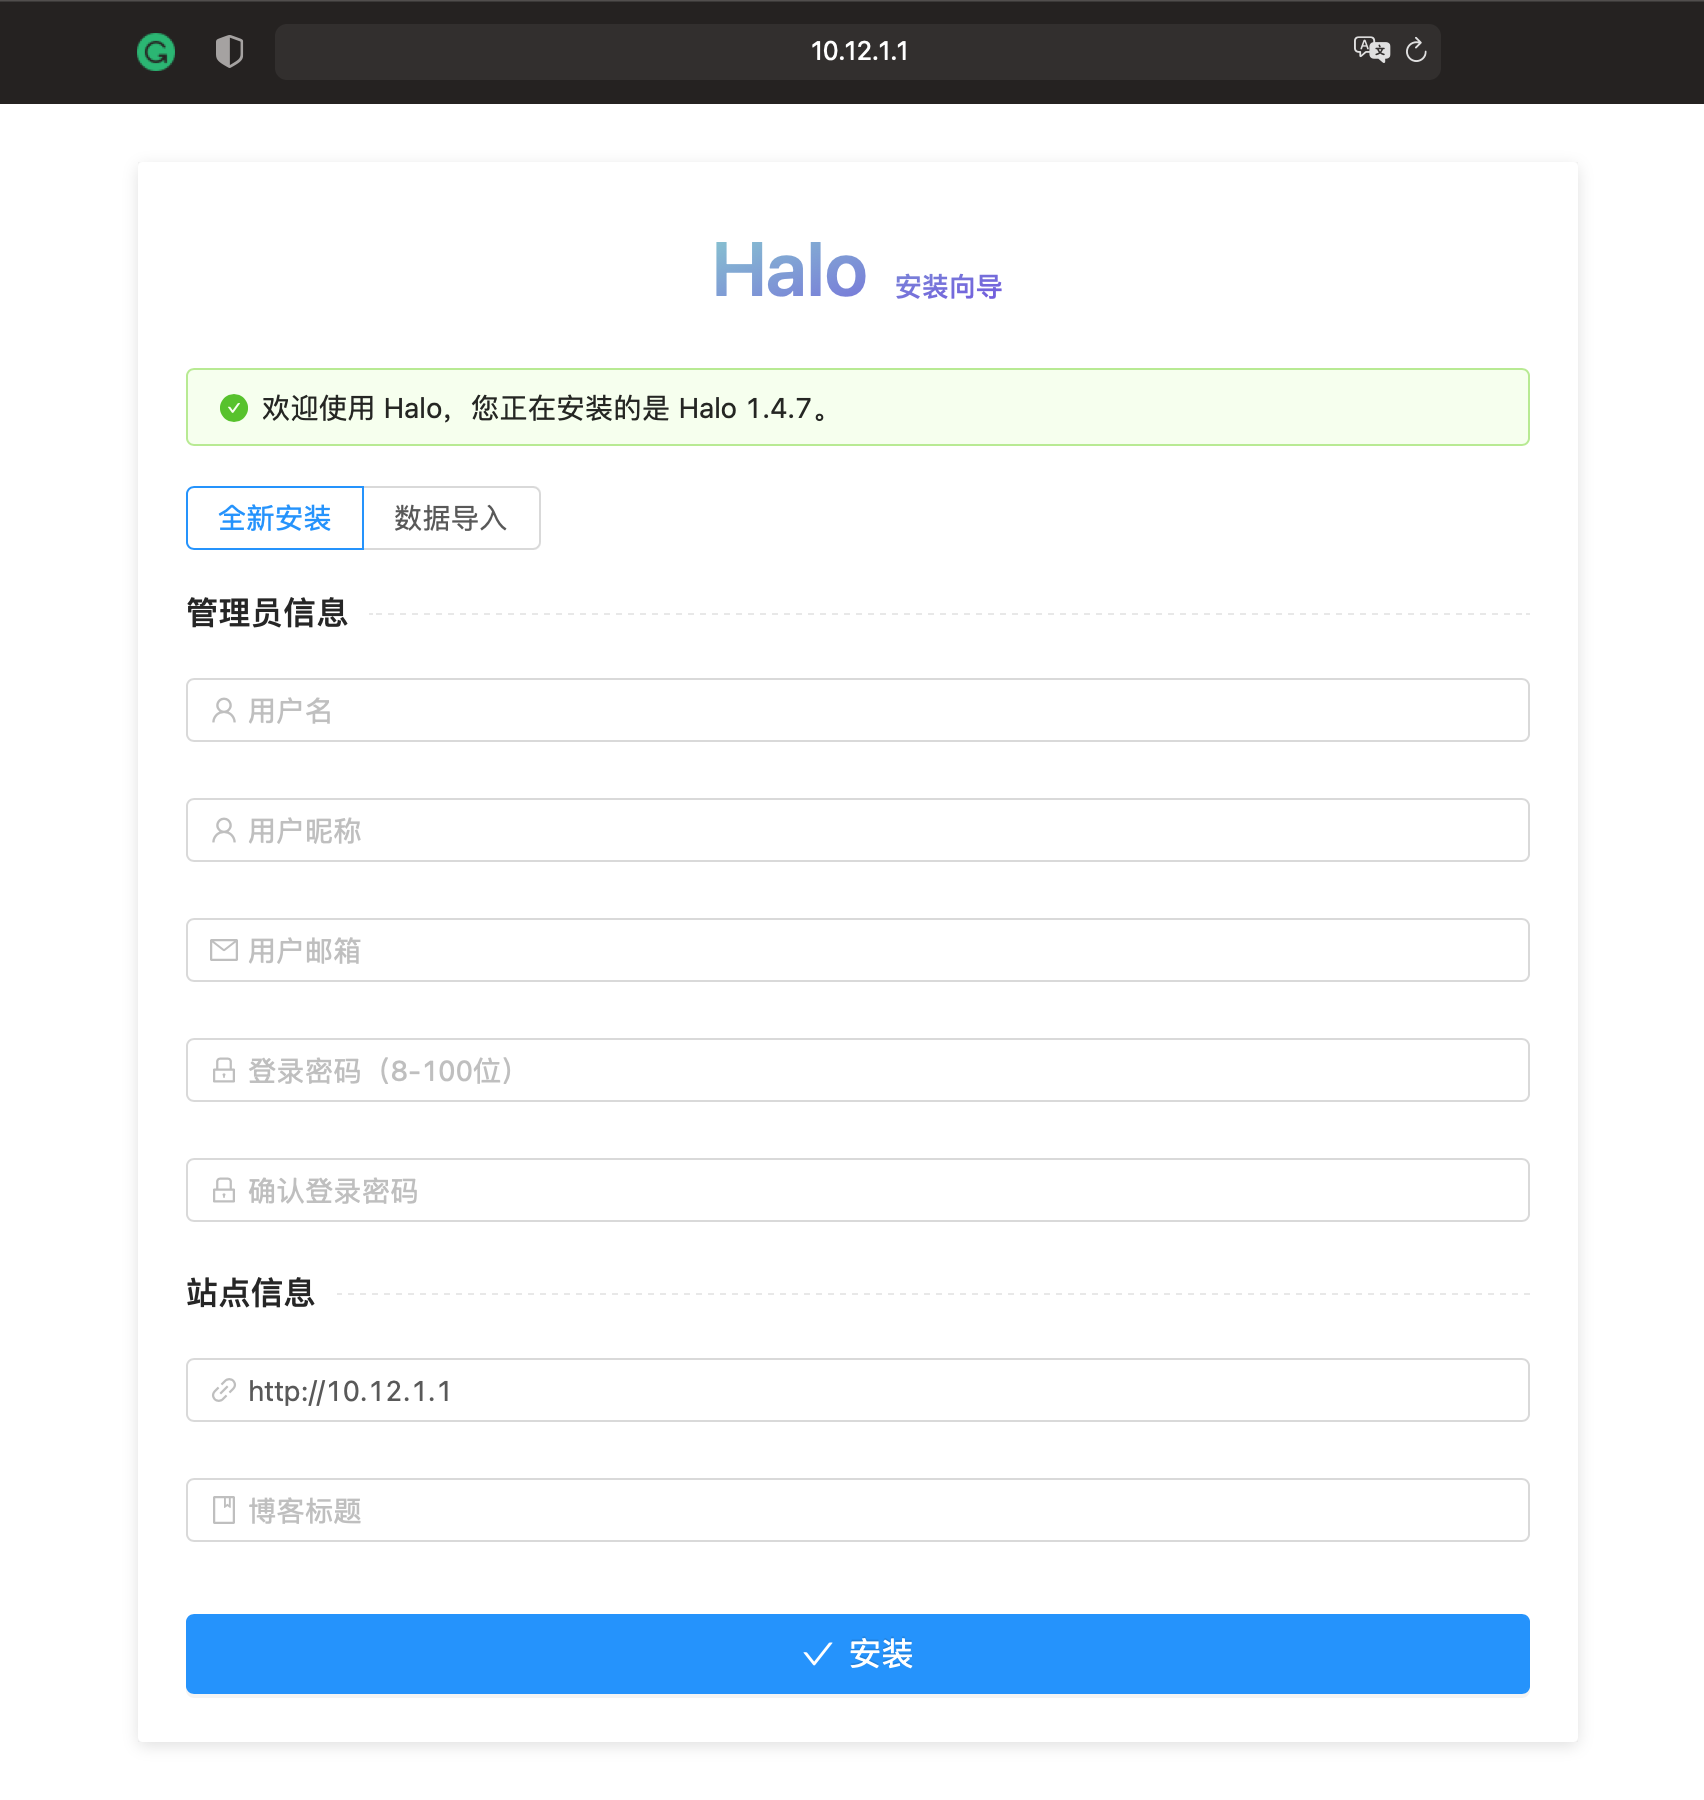 10.12.1.1
Halo 安装向导
欢迎使用 Halo，您正在安装的是 Halo 1.4.7。
全新安装 数据导入
管理员信息
用户名
用户昵称
用户邮箱
登录密码（8-100位）
确认登录密码
站点信息
http://10.12.1.1
博客标题
安装